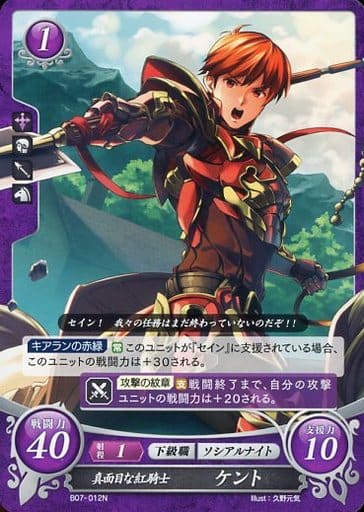 1
セイン! 我々の任務はまだ終わっていないのだぞ!!
キアランの赤緑 常 このユニットが『セイン』に支援されている場合、
このユニットの戦闘力は+30される。
攻撃の紋章 支 戦闘終了まで、自分の攻撃
ユニットの戦闘力は+20される。
戦闘力 40
射程 1 下級職 ソシアルナイト
支援力 10
真面目な紅騎士 ケント
B07-012N
Illust:久野元気